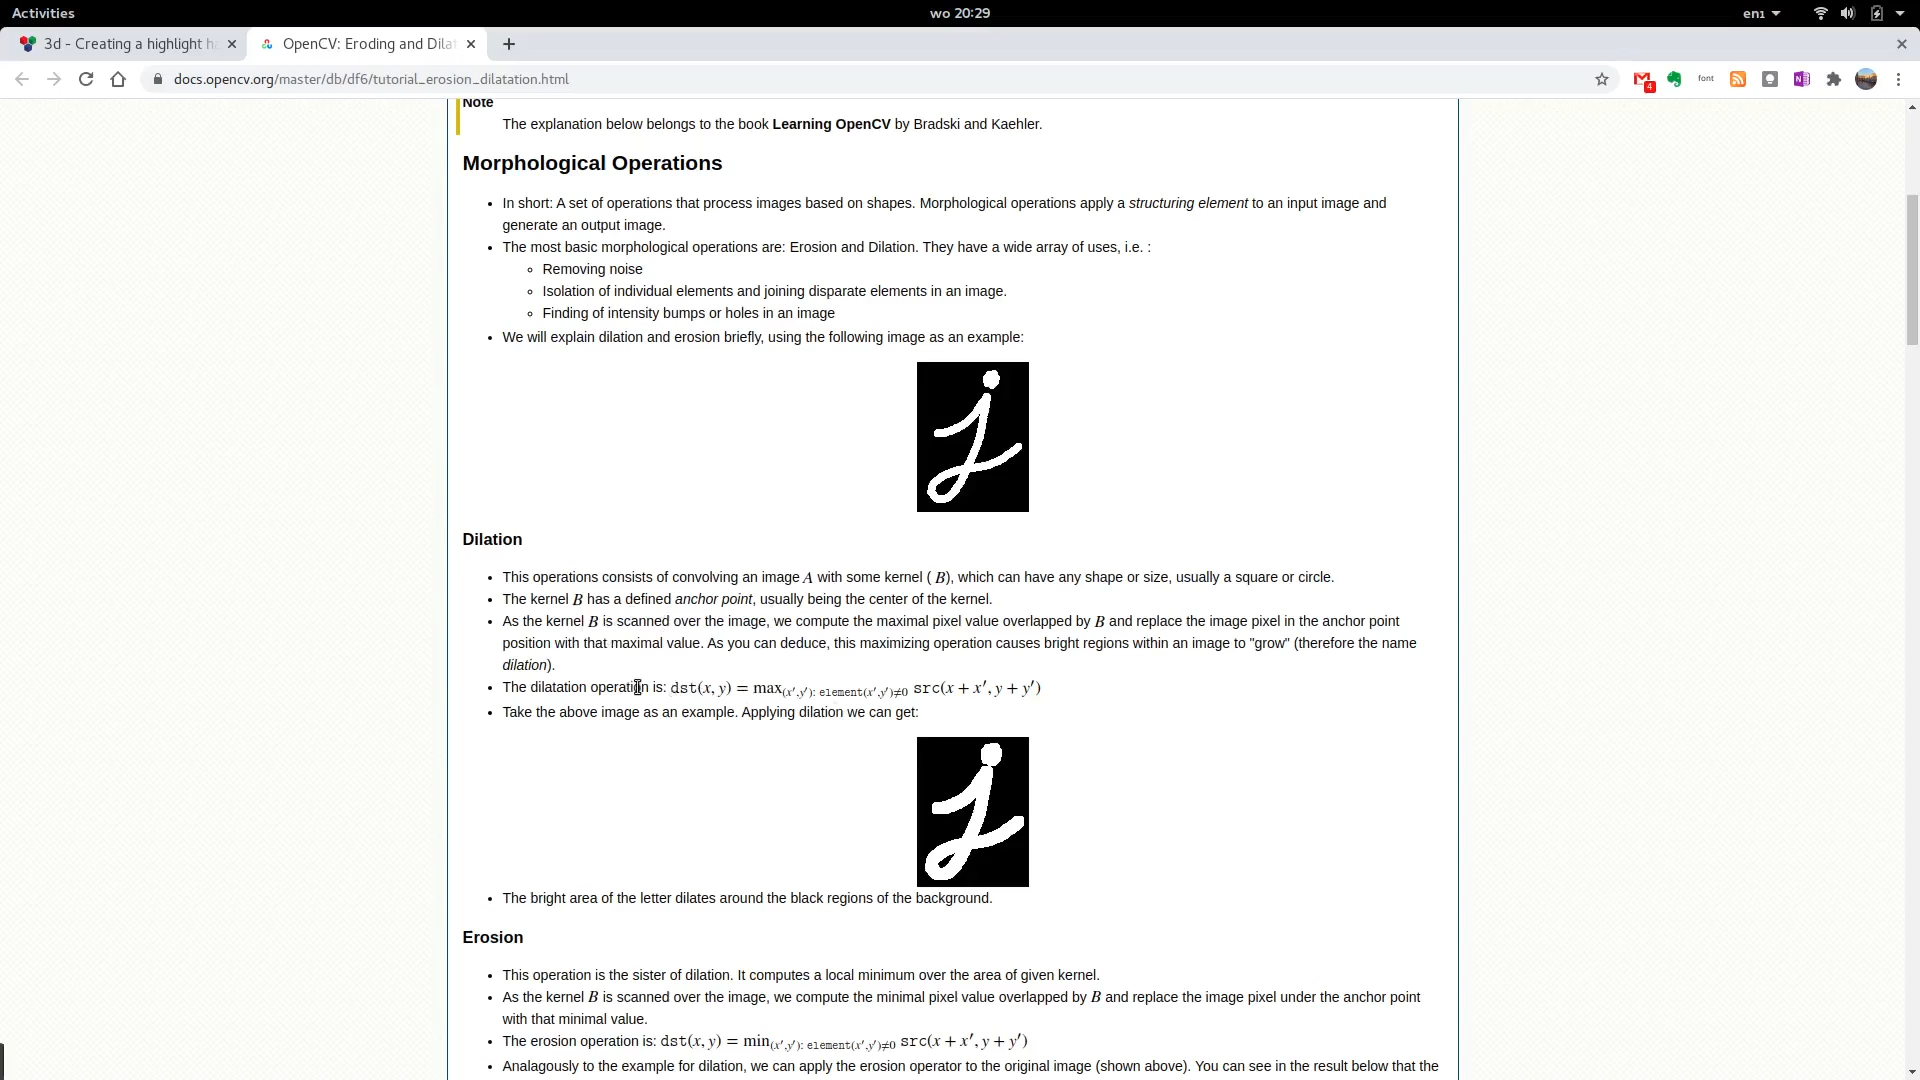 Activities
wo 20:29
en1
3d - Creating a highlight ha
OpenCV: Eroding and Dilat
docs.opencv.org/master/db/df6/tutorial_erosion_dilatation.html
4
font
Note
The explanation below belongs to the book Learning OpenCV by Bradski and Kaehler.
Morphological Operations
• In short: A set of operations that process images based on shapes. Morphological operations apply a structuring element to an input image and
generate an output image.
• The most basic morphological operations are: Erosion and Dilation. They have a wide array of uses, i.e. :
◦ Removing noise
◦ Isolation of individual elements and joining disparate elements in an image.
◦ Finding of intensity bumps or holes in an image
• We will explain dilation and erosion briefly, using the following image as an example:
j
Dilation
• This operations consists of convolving an image A with some kernel ( B), which can have any shape or size, usually a square or circle.
• The kernel B has a defined anchor point, usually being the center of the kernel.
• As the kernel B is scanned over the image, we compute the maximal pixel value overlapped by B and replace the image pixel in the anchor point
position with that maximal value. As you can deduce, this maximizing operation causes bright regions within an image to "grow" (therefore the name
dilation).
• The dilatation operation is: dst(x, y) = max(x′,y′): element(x′,y′)≠0 src(x + x′, y + y′)
• Take the above image as an example. Applying dilation we can get:
j
• The bright area of the letter dilates around the black regions of the background.
Erosion
• This operation is the sister of dilation. It computes a local minimum over the area of given kernel.
• As the kernel B is scanned over the image, we compute the minimal pixel value overlapped by B and replace the image pixel under the anchor point
with that minimal value.
• The erosion operation is: dst(x, y) = min(x′,y′): element(x′,y′)≠0 src(x + x′, y + y′)
• Analagously to the example for dilation, we can apply the erosion operator to the original image (shown above). You can see in the result below that the